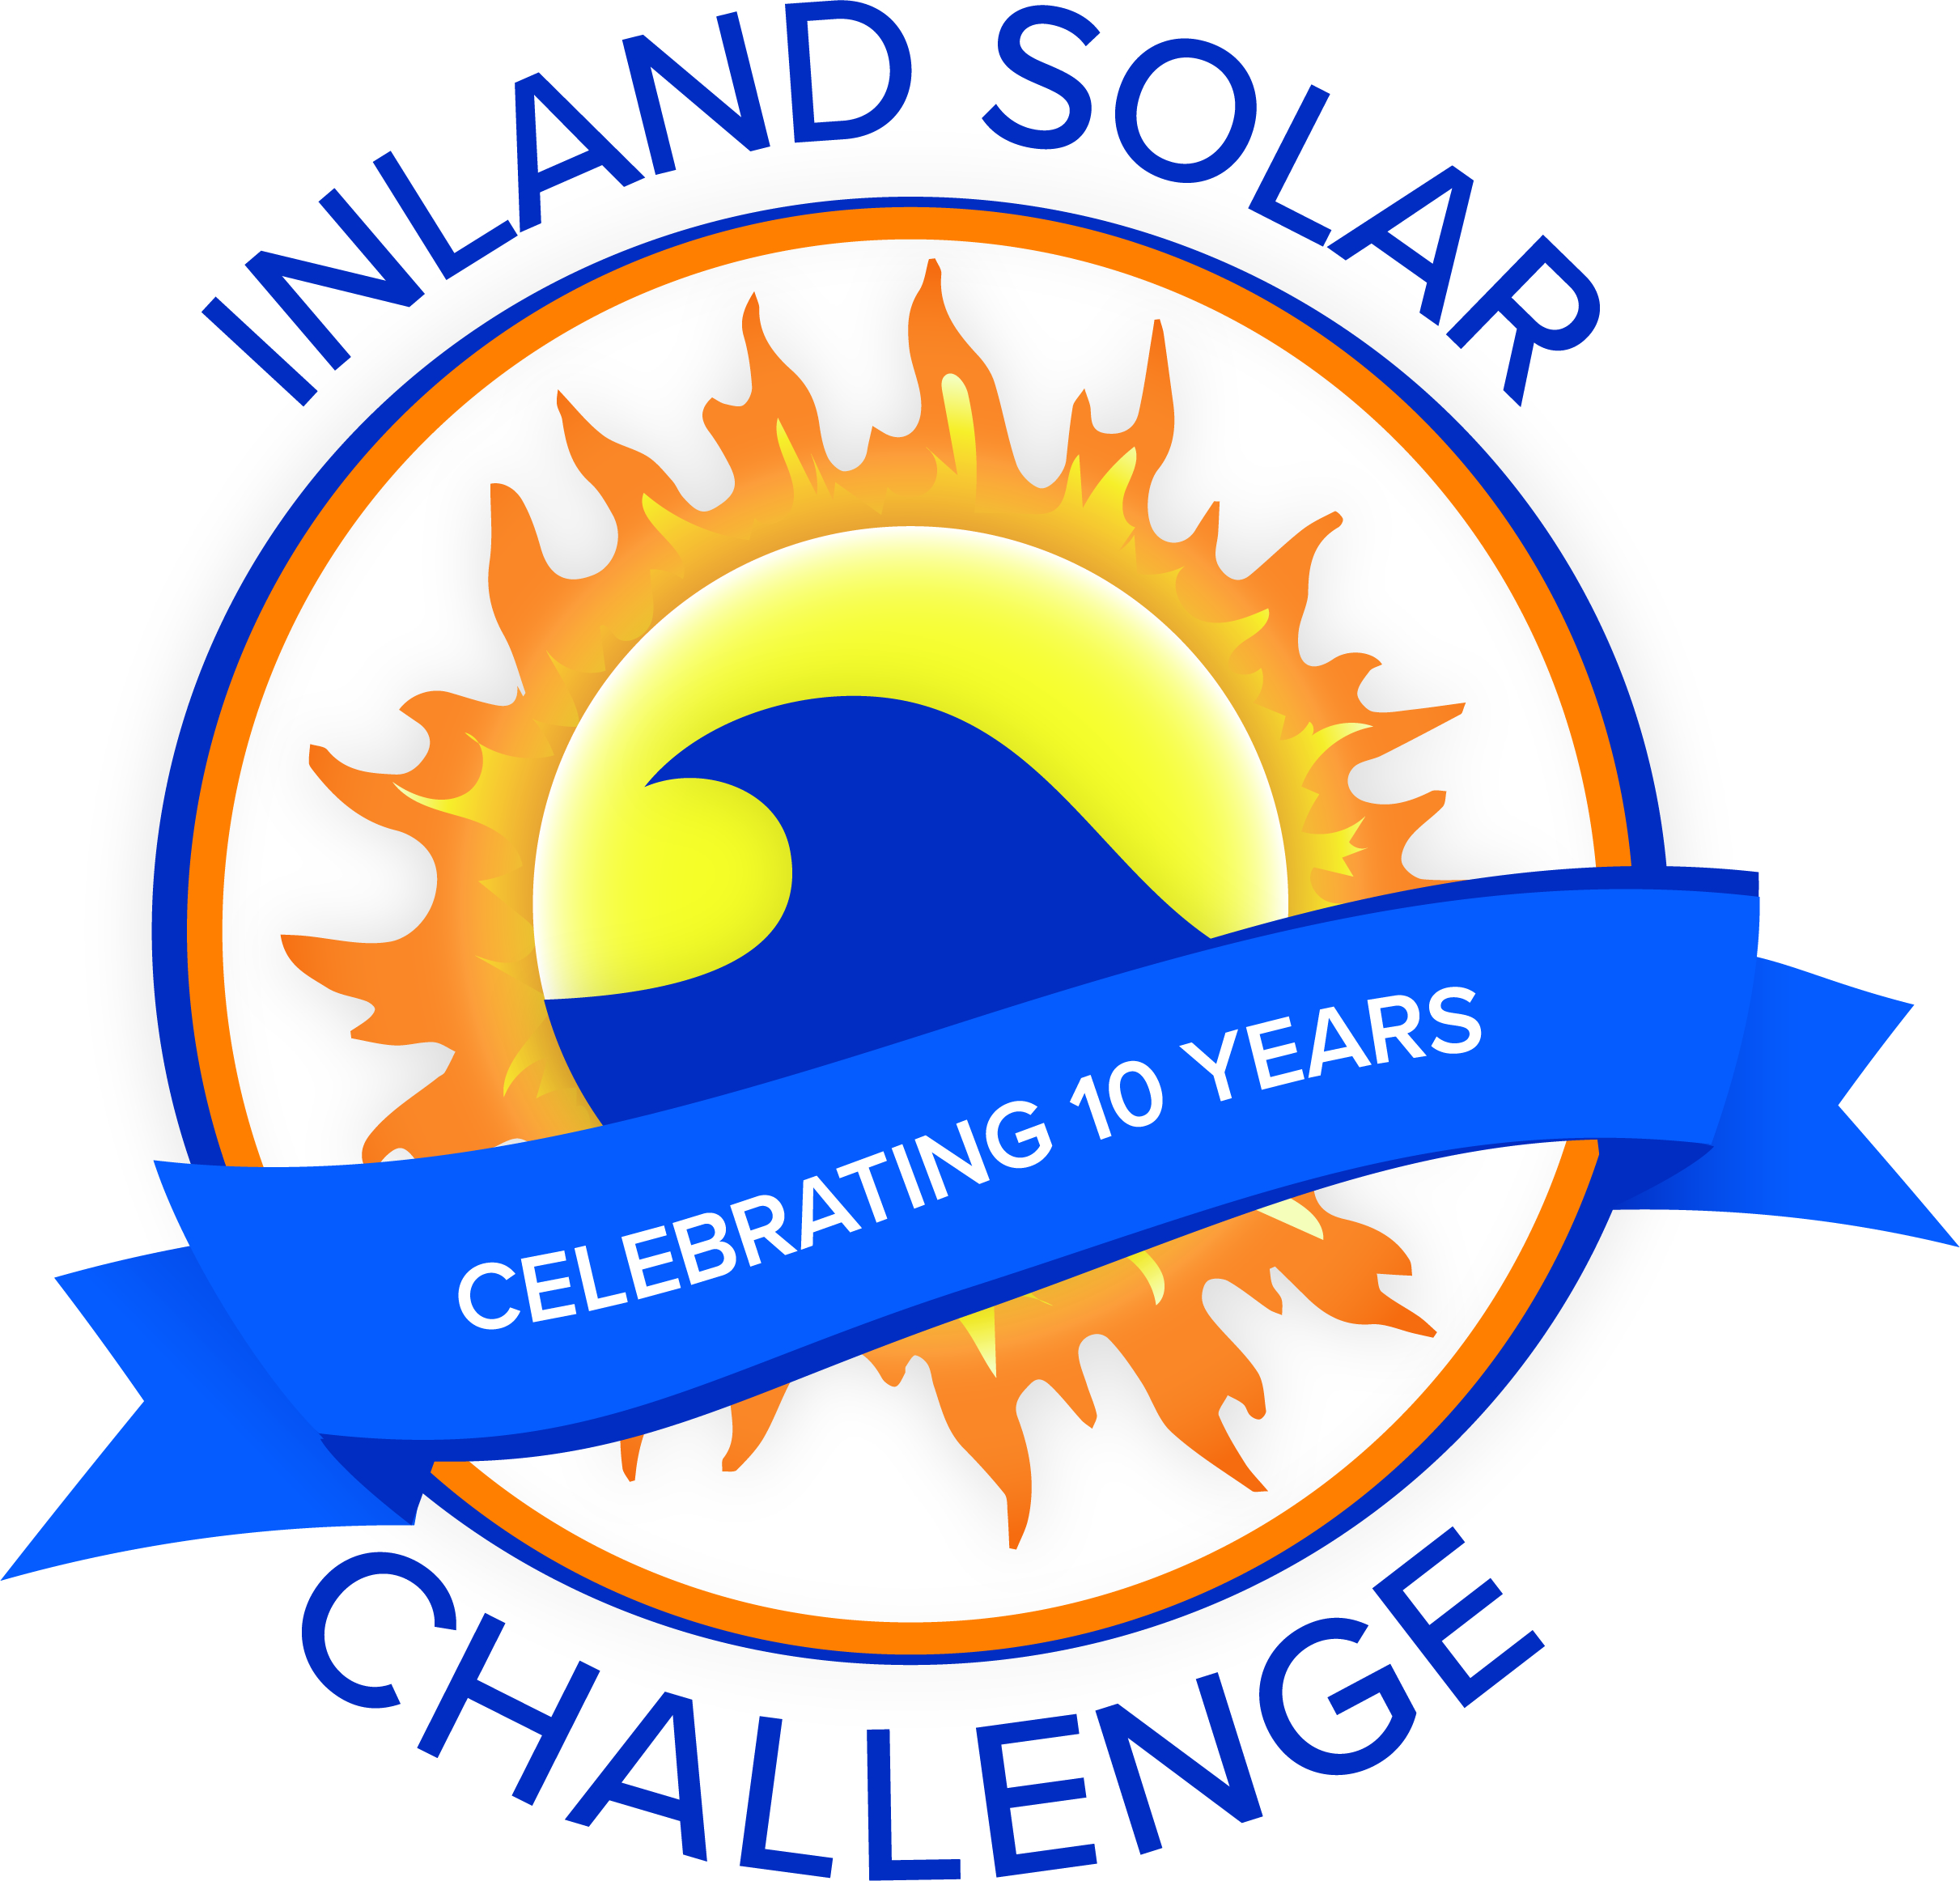 INLAND SOLAR
CELEBRATING 10 YEARS
CHALLENGE